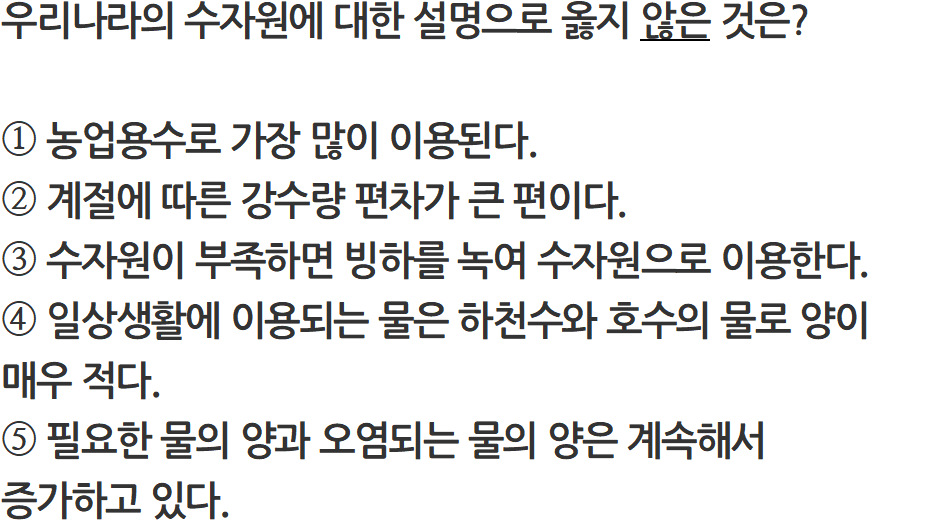 우리나라의 수자원에 대한 설명으로 옳지 않은 것은?
① 농업용수로 가장 많이 이용된다.
② 계절에 따른 강수량 편차가 큰 편이다.
③ 수자원이 부족하면 빙하를 녹여 수자원으로 이용한다.
④ 일상생활에 이용되는 물은 하천수와 호수의 물로 양이
매우 적다.
⑤ 필요한 물의 양과 오염되는 물의 양은 계속해서
증가하고 있다.